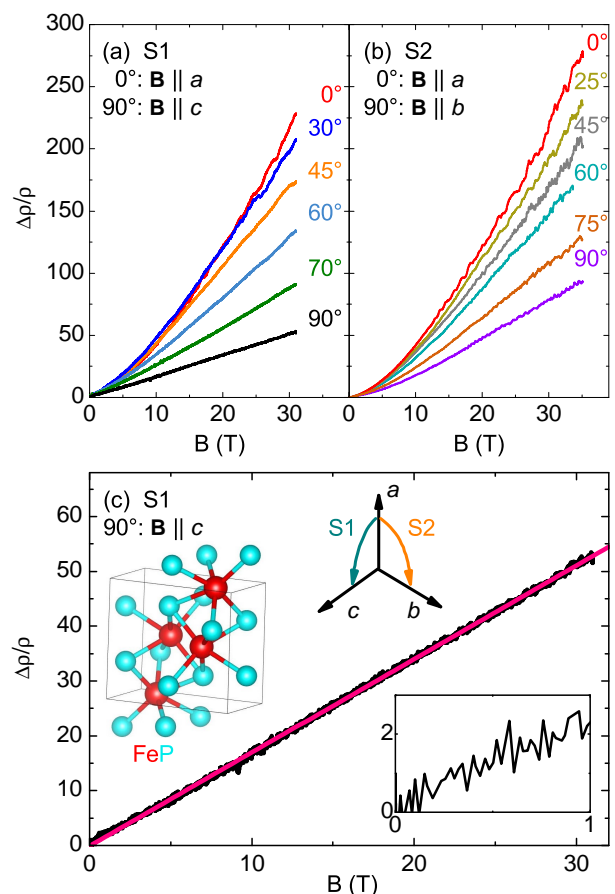 300
250
200
150
100
50
0
Δρ/ρ
(a) S1
0°: B || a
90°: B || c
0°
30°
45°
60°
70°
90°
0 10 20 30
B (T)
(b) S2
0°: B || a
90°: B || b
0°
25°
45°
60°
75°
90°
0 10 20 30
B (T)
(c) S1
90°: B || c
60
50
40
30
20
10
0
Δρ/ρ
FeP
a
S1 S2
c b
2
0
0 1
0 10 20 30
B (T)